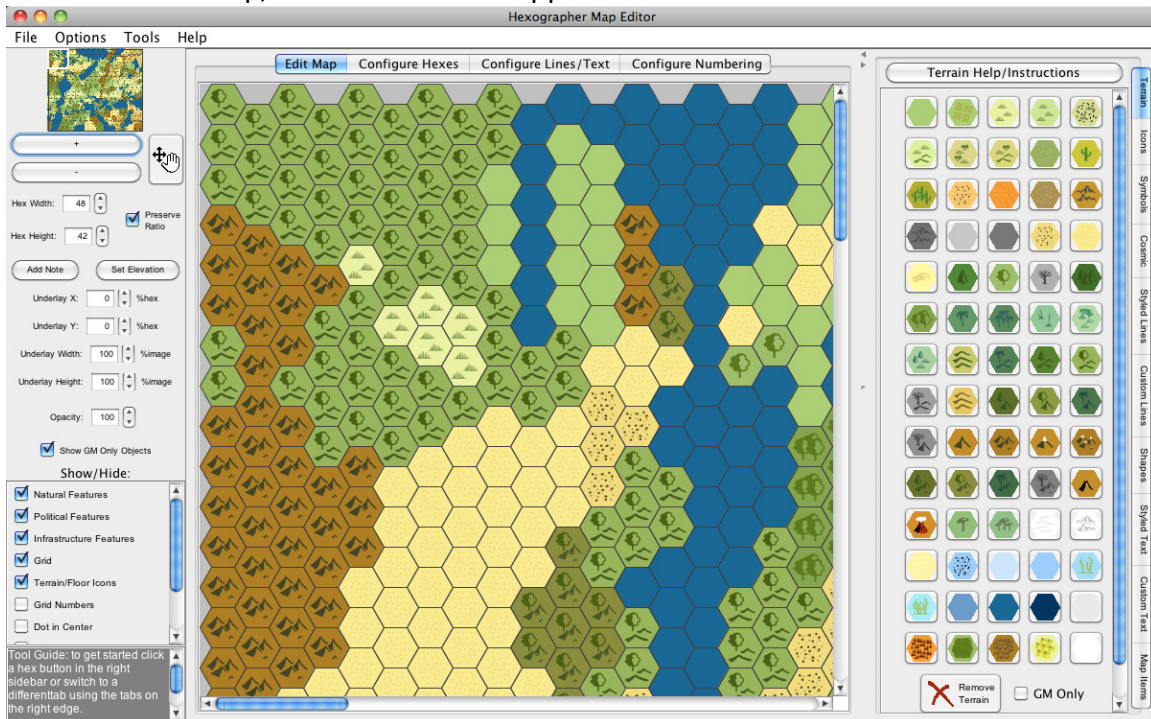 Hexographer Map Editor
File Options Tools Help
Edit Map Configure Hexes Configure Lines/Text Configure Numbering
Terrain Help/Instructions
+
-
Hex Width: 48
Preserve Ratio
Hex Height: 42
Add Note Set Elevation
Underlay X: 0 %hex
Underlay Y: 0 %hex
Underlay Width: 100 %image
Underlay Height: 100 %image
Opacity: 100
Show GM Only Objects
Show/Hide:
Natural Features
Political Features
Infrastructure Features
Grid
Terrain/Floor Icons
Grid Numbers
Dot in Center
Tool Guide: to get started click
a hex button in the right
sidebar or switch to a
differenttab using the tabs on
the right edge.
Terrain
Icons
Symbols
Cosmic
Styled Lines
Custom Lines
Shapes
Styled Text
Custom Text
Map Items
Remove
Terrain
GM Only